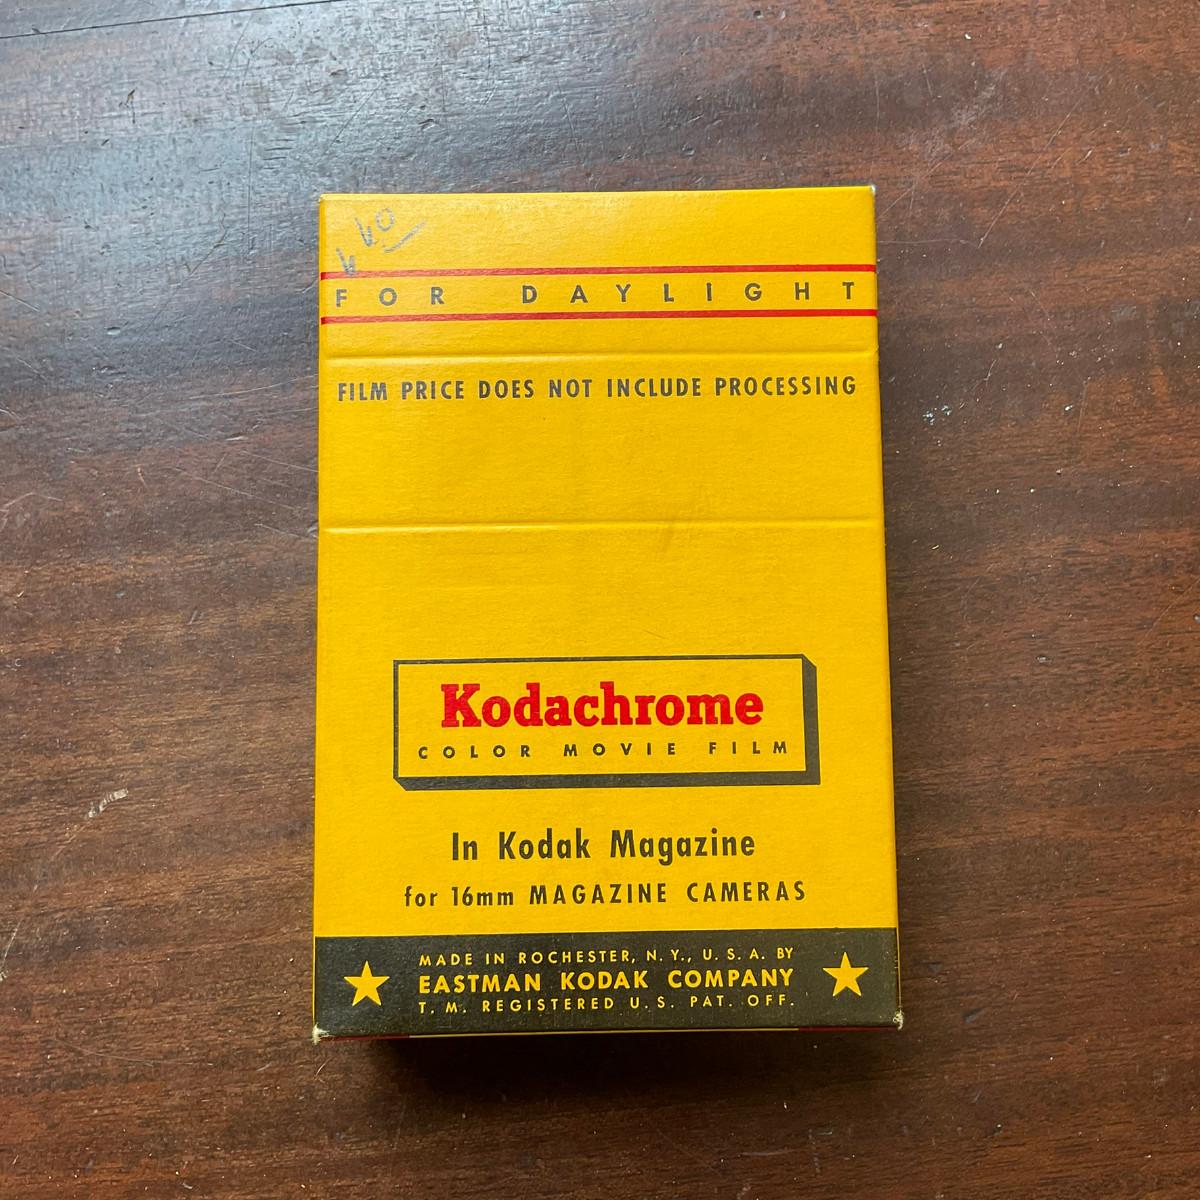 FOR DAYLIGHT
FILM PRICE DOES NOT INCLUDE PROCESSING
Kodachrome
COLOR MOVIE FILM
In Kodak Magazine
for 16mm MAGAZINE CAMERAS
MADE IN ROCHESTER, N. Y., U. S. A. BY
EASTMAN KODAK COMPANY
T. M. REGISTERED U. S. PAT. OFF.